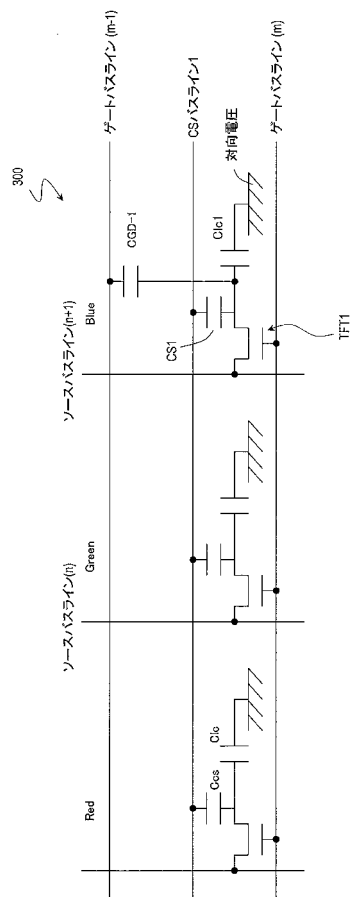 300
ゲートバスライン(m-1)
CSバスライン1
対向電圧
ゲートバスライン(m)
CGD-1
Clc1
CS1
TFT1
ソースバスライン(n+1)
Blue
ソースバスライン(n)
Green
Red
Ccs
Clc